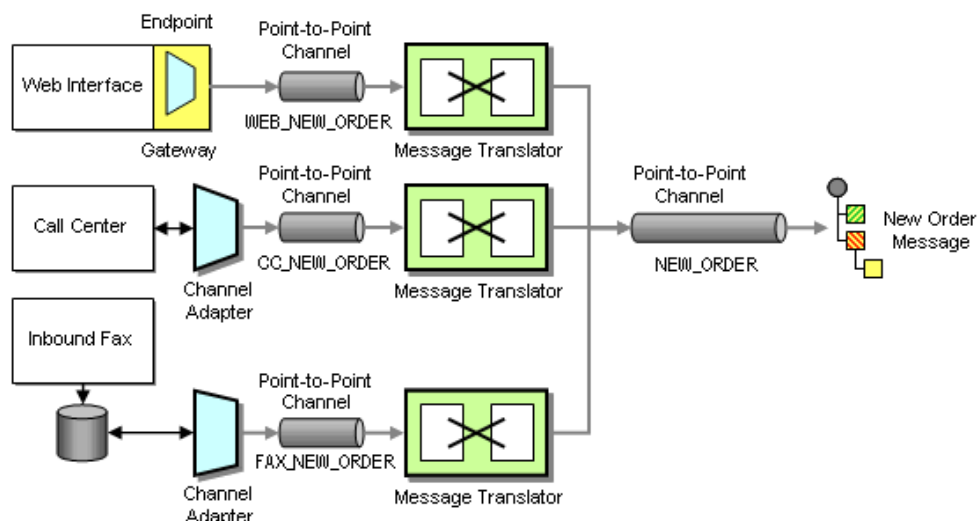 Endpoint
Point-to-Point
Channel
Web Interface
WEB_NEW_ORDER
Gateway
Message Translator
Point-to-Point
Channel
Point-to-Point
Channel
Call Center
New Order
Message
CC_NEW_ORDER
NEW_ORDER
Channel
Adapter
Message Translator
Inbound Fax
Point-to-Point
Channel
FAX_NEW_ORDER
Channel
Adapter
Message Translator